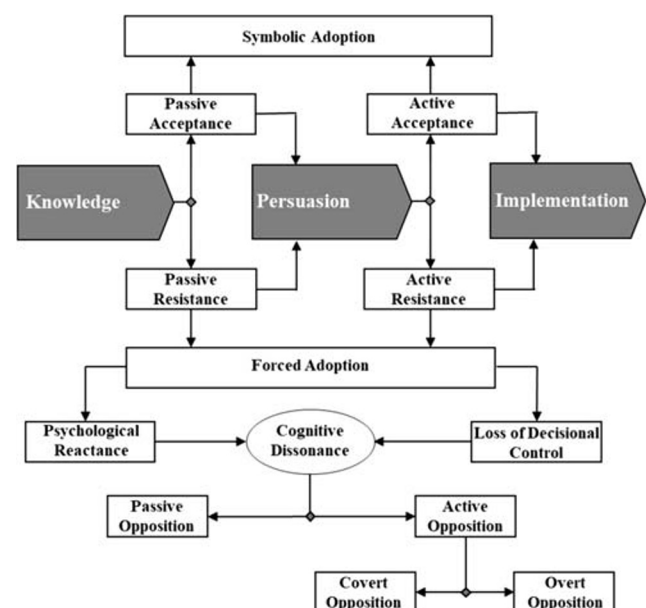 Symbolic Adoption
Passive
Acceptance
Active
Acceptance
Knowledge
Persuasion
Implementation
Passive
Resistance
Active
Resistance
Forced Adoption
Psychological
Reactance
Cognitive
Dissonance
Loss of Decisional
Control
Passive
Opposition
Active
Opposition
Covert
Opposition
Overt
Opposition